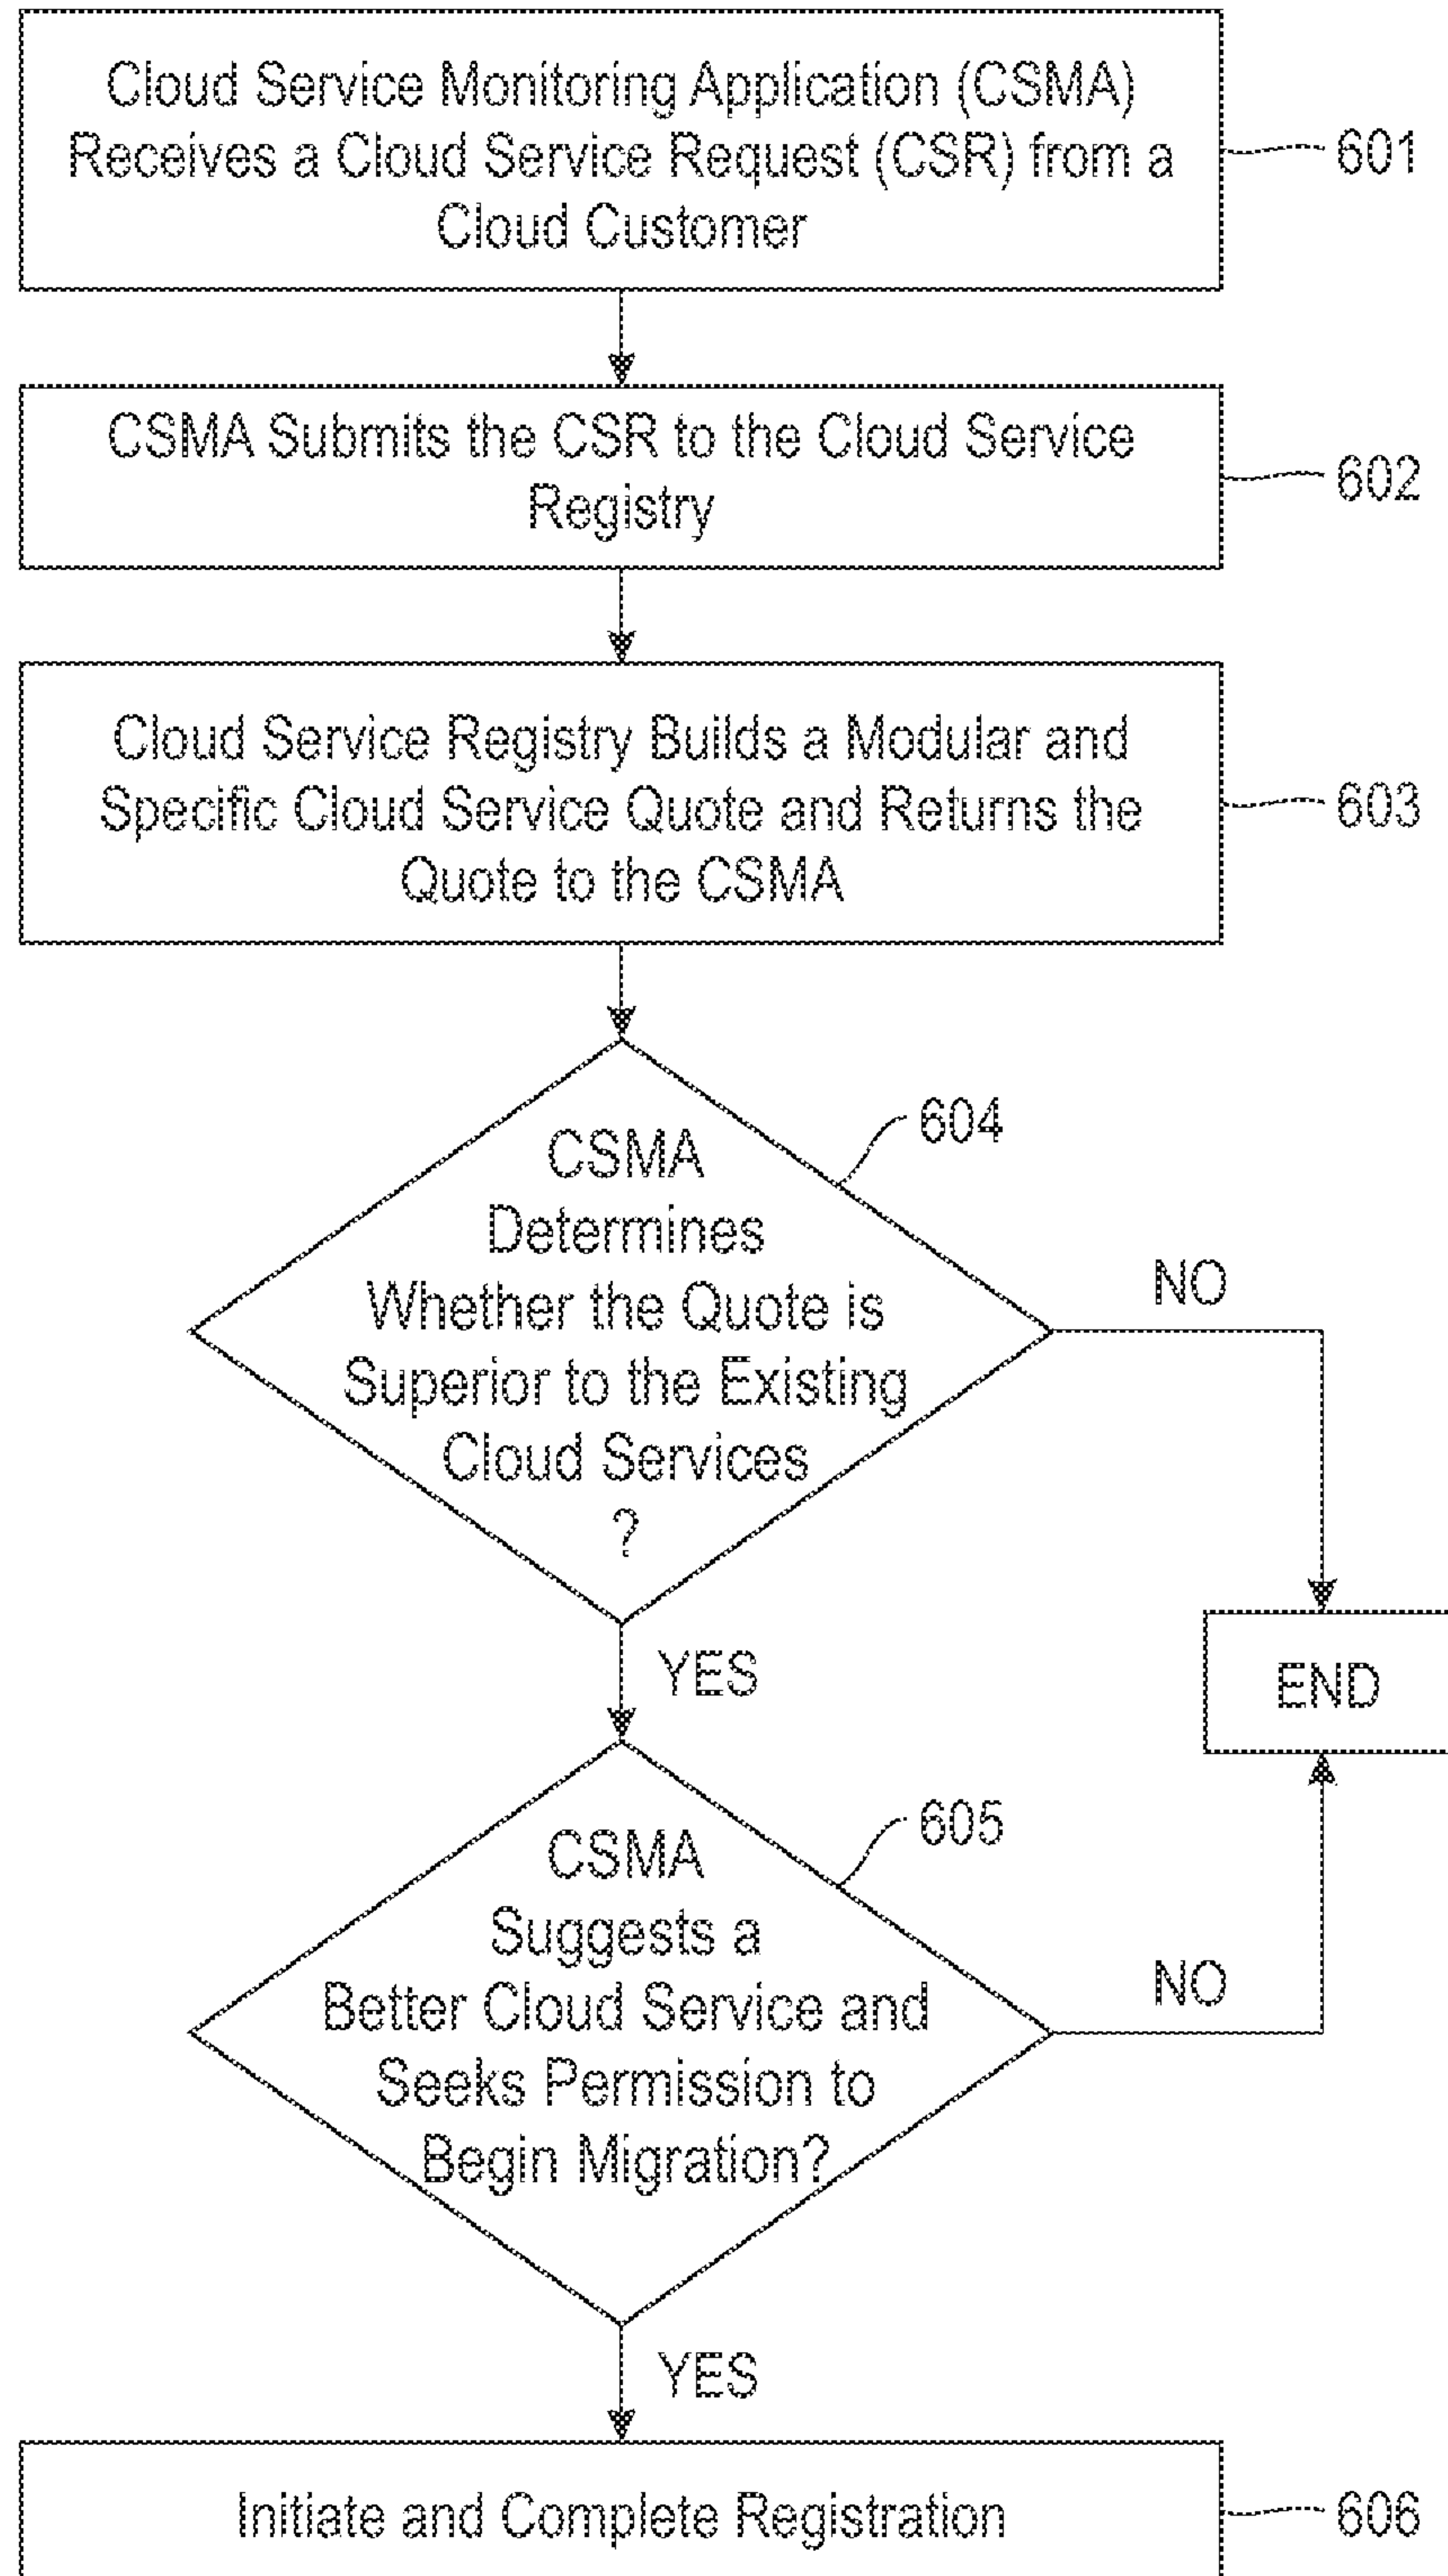 Cloud Service Monitoring Application (CSMA)
Receives a Cloud Service Request (CSR) from a
Cloud Customer
601
CSMA Submits the CSR to the Cloud Service
Registry
602
Cloud Service Registry Builds a Modular and
Specific Cloud Service Quote and Returns the
Quote to the CSMA
603
CSMA
Determines
Whether the Quote is
Superior to the Existing
Cloud Services
?
604
NO
YES
END
CSMA
Suggests a
Better Cloud Service and
Seeks Permission to
Begin Migration?
605
NO
YES
Initiate and Complete Registration
606